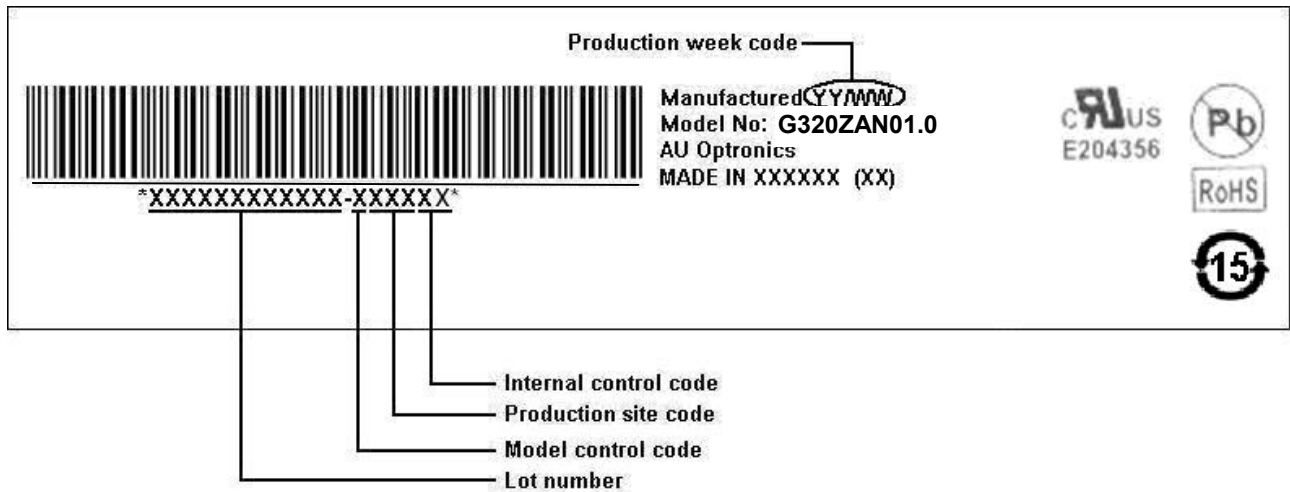 Production week code
Manufactured YY/WW
Model No: G320ZAN01.0
AU Optronics
MADE IN XXXXXX (XX)
*XXXXXXXXXXXX-XXXXXX*
c RU US
E204356
Pb
RoHS
15
Internal control code
Production site code
Model control code
Lot number